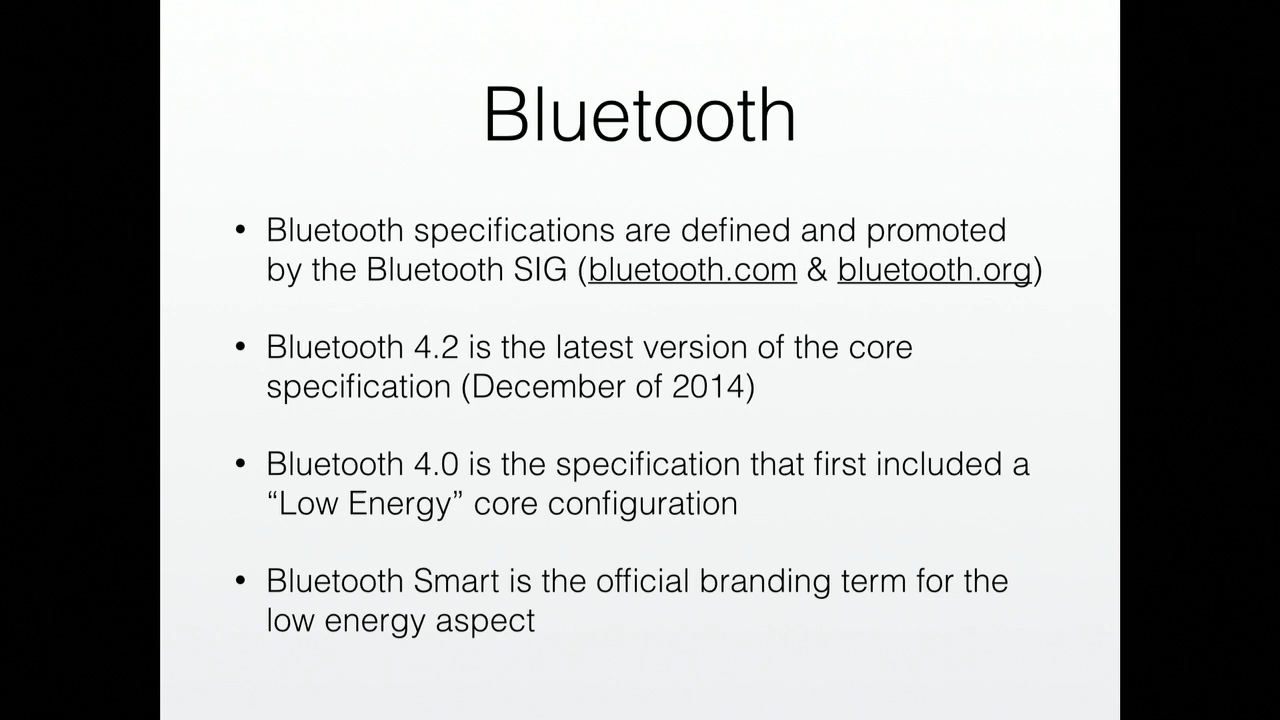 Bluetooth
• Bluetooth specifications are defined and promoted
by the Bluetooth SIG (bluetooth.com & bluetooth.org)
• Bluetooth 4.2 is the latest version of the core
specification (December of 2014)
• Bluetooth 4.0 is the specification that first included a
“Low Energy” core configuration
• Bluetooth Smart is the official branding term for the
low energy aspect